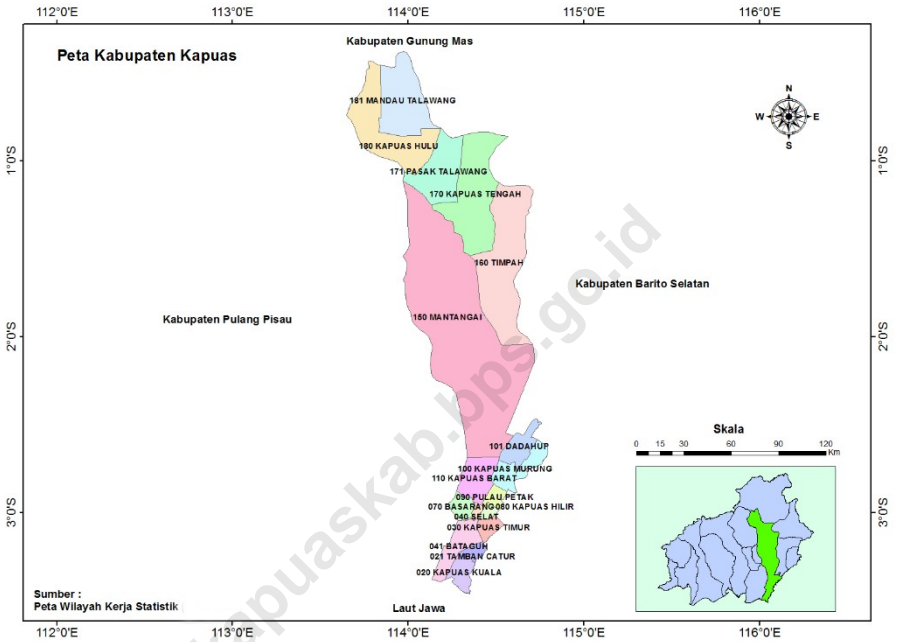 112°0'E 113°0'E 114°0'E 115°0'E 116°0'E
Kabupaten Gunung Mas
Peta Kabupaten Kapuas
N
W E
S
181 MANDAU TALAWANG
180 KAPUAS HULU
1°0'S 1°0'S
171 PASAK TALAWANG
170 KAPUAS TENGAH
160 TIMPAH
Kabupaten Barito Selatan
150 MANTANGAI
Kabupaten Pulang Pisau
2°0'S 2°0'S
Skala
0 15 30 60 90 120
Km
101 DADAHUP
100 KAPUAS MURUNG
110 KAPUAS BARAT
090 PULAU PETAK
070 BASARANG 080 KAPUAS HILIR
3°0'S 3°0'S
040 SELAT
030 KAPUAS TIMUR
041 BATAGUH
021 TAMBAN CATUR
020 KAPUAS KUALA
Sumber :
Peta Wilayah Kerja Statistik
Laut Jawa
112°0'E 113°0'E 114°0'E 115°0'E 116°0'E
kapuaskab.bps.go.id